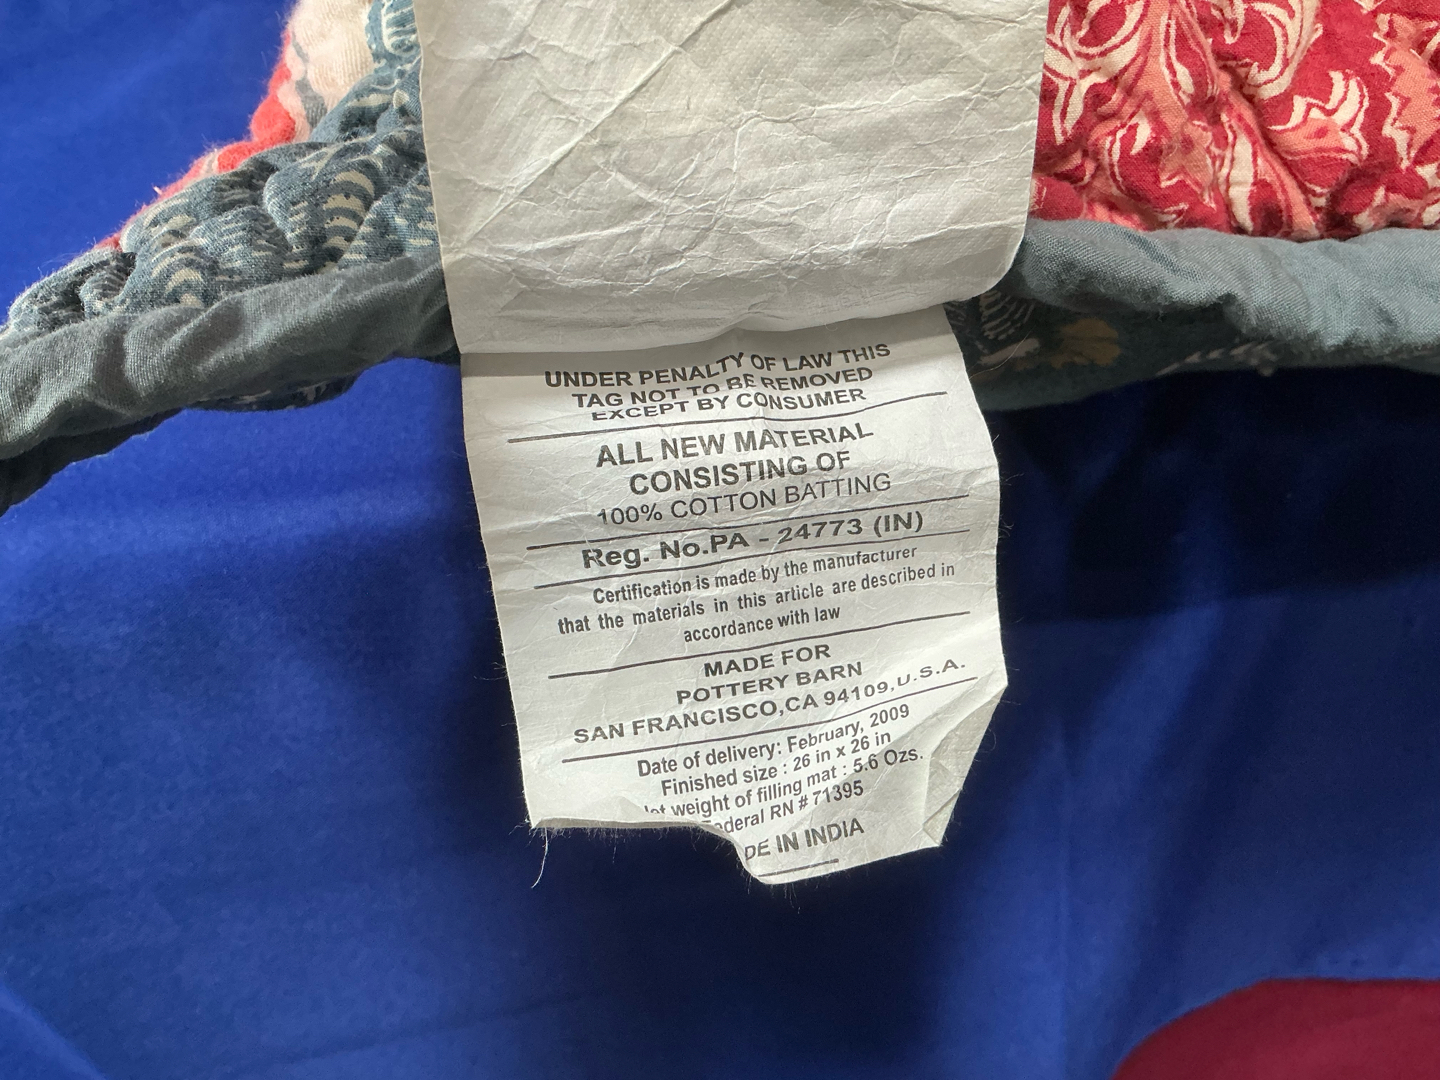 UNDER PENALTY OF LAW THIS
TAG NOT TO BE REMOVED
EXCEPT BY CONSUMER
ALL NEW MATERIAL
CONSISTING OF
100% COTTON BATTING
Reg. No.PA - 24773 (IN)
Certification is made by the manufacturer
that the materials in this article are described in
accordance with law
MADE FOR
POTTERY BARN
SAN FRANCISCO,CA 94109,U.S.A.
Date of delivery: February, 2009
Finished size : 26 in x 26 in
et weight of filling mat : 5.6 Ozs.
ederal RN # 71395
DE IN INDIA